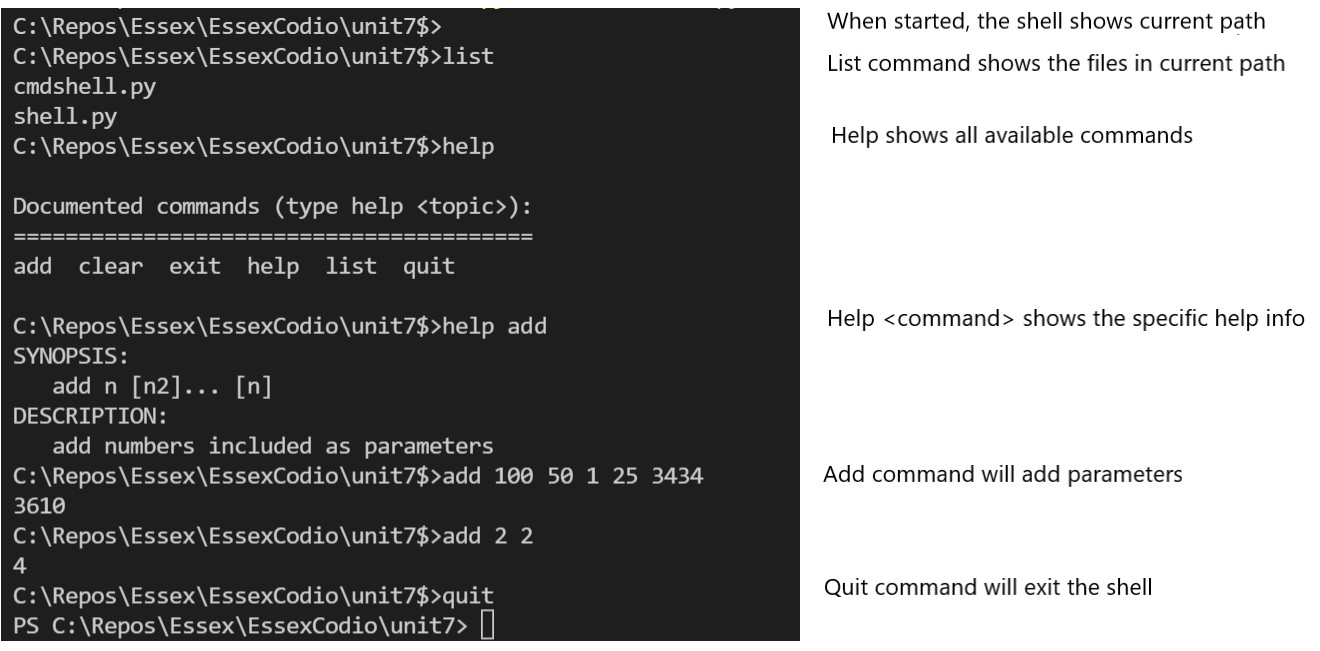 C:\Repos\Essex\EssexCodio\unit7$>
When started, the shell shows current path
C:\Repos\Essex\EssexCodio\unit7$>list
List command shows the files in current path
cmdshell.py
shell.py
C:\Repos\Essex\EssexCodio\unit7$>help
Help shows all available commands
Documented commands (type help <topic>):
========================================
add  clear  exit  help  list  quit
C:\Repos\Essex\EssexCodio\unit7$>help add
Help <command> shows the specific help info
SYNOPSIS:
   add n [n2]... [n]
DESCRIPTION:
   add numbers included as parameters
C:\Repos\Essex\EssexCodio\unit7$>add 100 50 1 25 3434
Add command will add parameters
3610
C:\Repos\Essex\EssexCodio\unit7$>add 2 2
4
C:\Repos\Essex\EssexCodio\unit7$>quit
Quit command will exit the shell
PS C:\Repos\Essex\EssexCodio\unit7>